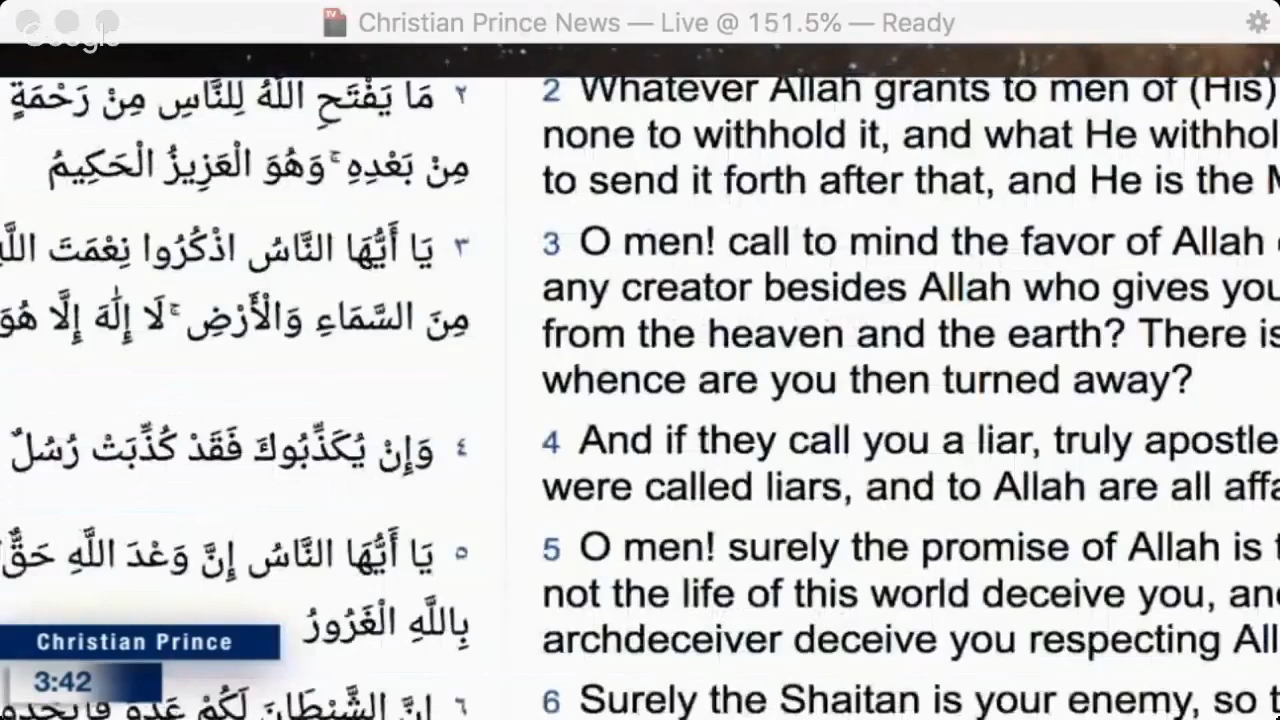 Christian Prince News — Live @ 151.5% — Ready
Google
٢ مَا يَفْتَحِ اللَّهُ لِلنَّاسِ مِنْ رَحْمَةٍ
مِنْ بَعْدِهِ ۚ وَهُوَ الْعَزِيزُ الْحَكِيمُ
٣ يَا أَيُّهَا النَّاسُ اذْكُرُوا نِعْمَتَ
مِنَ السَّمَاءِ وَالْأَرْضِ ۚ لَا إِلَٰهَ إِلَّا هُوَ
٤ وَإِنْ يُكَذِّبُوكَ فَقَدْ كُذِّبَتْ رُسُلٌ
٥ يَا أَيُّهَا النَّاسُ إِنَّ وَعْدَ اللَّهِ حَقٌّ
بِاللَّهِ الْغَرُورُ
٦ إِنَّ الشَّيْطَانَ لَكُمْ عَدُوٌّ
2 Whatever Allah grants to men of (His)
none to withhold it, and what He withhol
to send it forth after that, and He is the M
3 O men! call to mind the favor of Allah
any creator besides Allah who gives you
from the heaven and the earth? There is
whence are you then turned away?
4 And if they call you a liar, truly apostle
were called liars, and to Allah are all affa
5 O men! surely the promise of Allah is t
not the life of this world deceive you, and
archdeceiver deceive you respecting All
6 Surely the Shaitan is your enemy, so t
Christian Prince
3:42